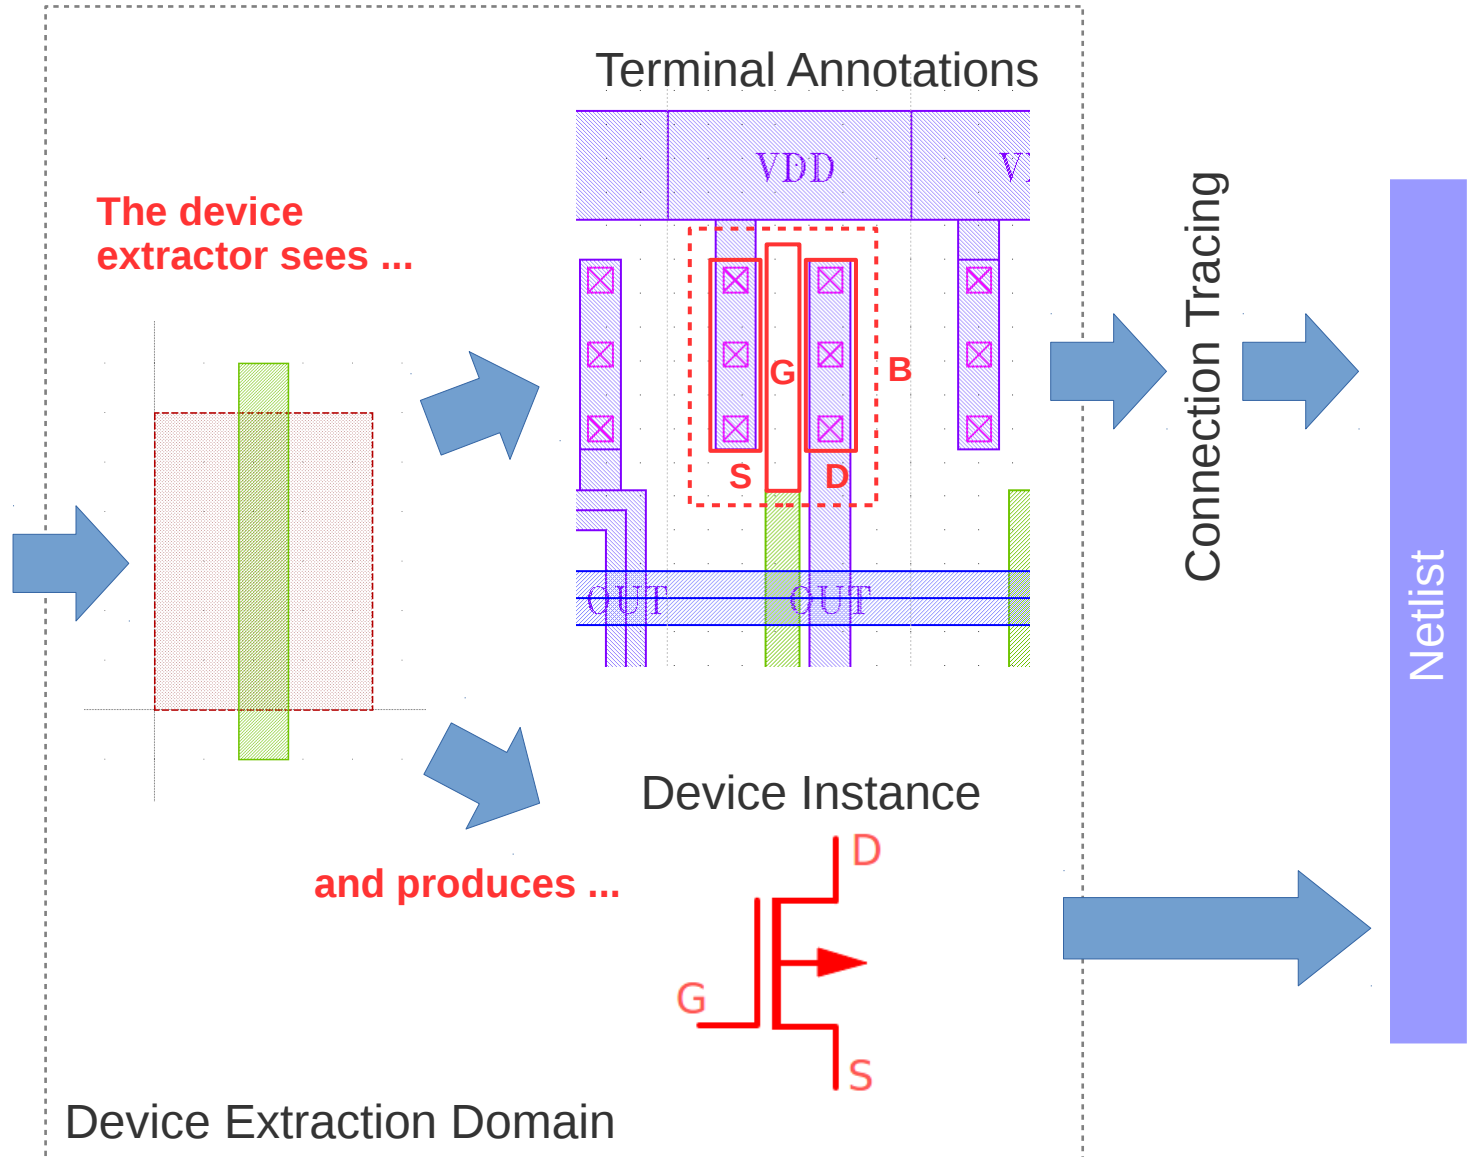 Terminal Annotations
VDD
The device
extractor sees ...
G
B
S
D
OUT
OUT
Connection Tracing
Netlist
Device Instance
D
and produces ...
G
S
Device Extraction Domain